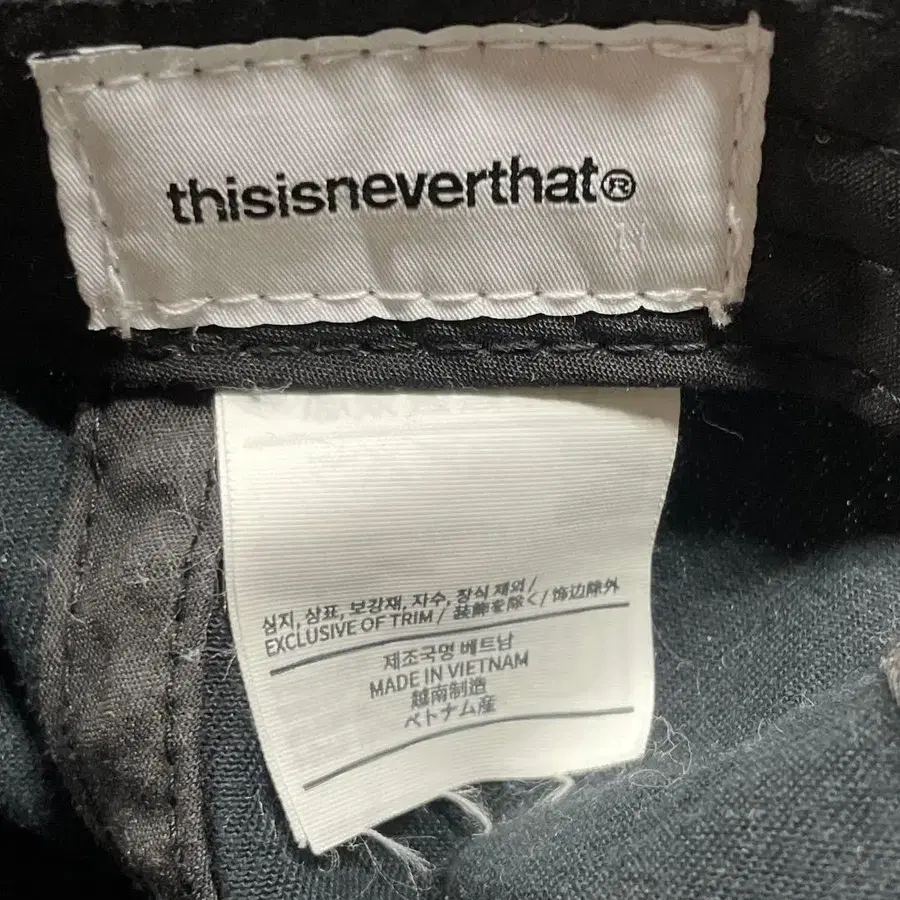 thisisneverthat®
심지, 상표, 보강재, 자수, 장식 제외/
EXCLUSIVE OF TRIM/ 装飾を除く/ 饰边除外
제조국명 베트남
MADE IN VIETNAM
越南制造
ベトナム産